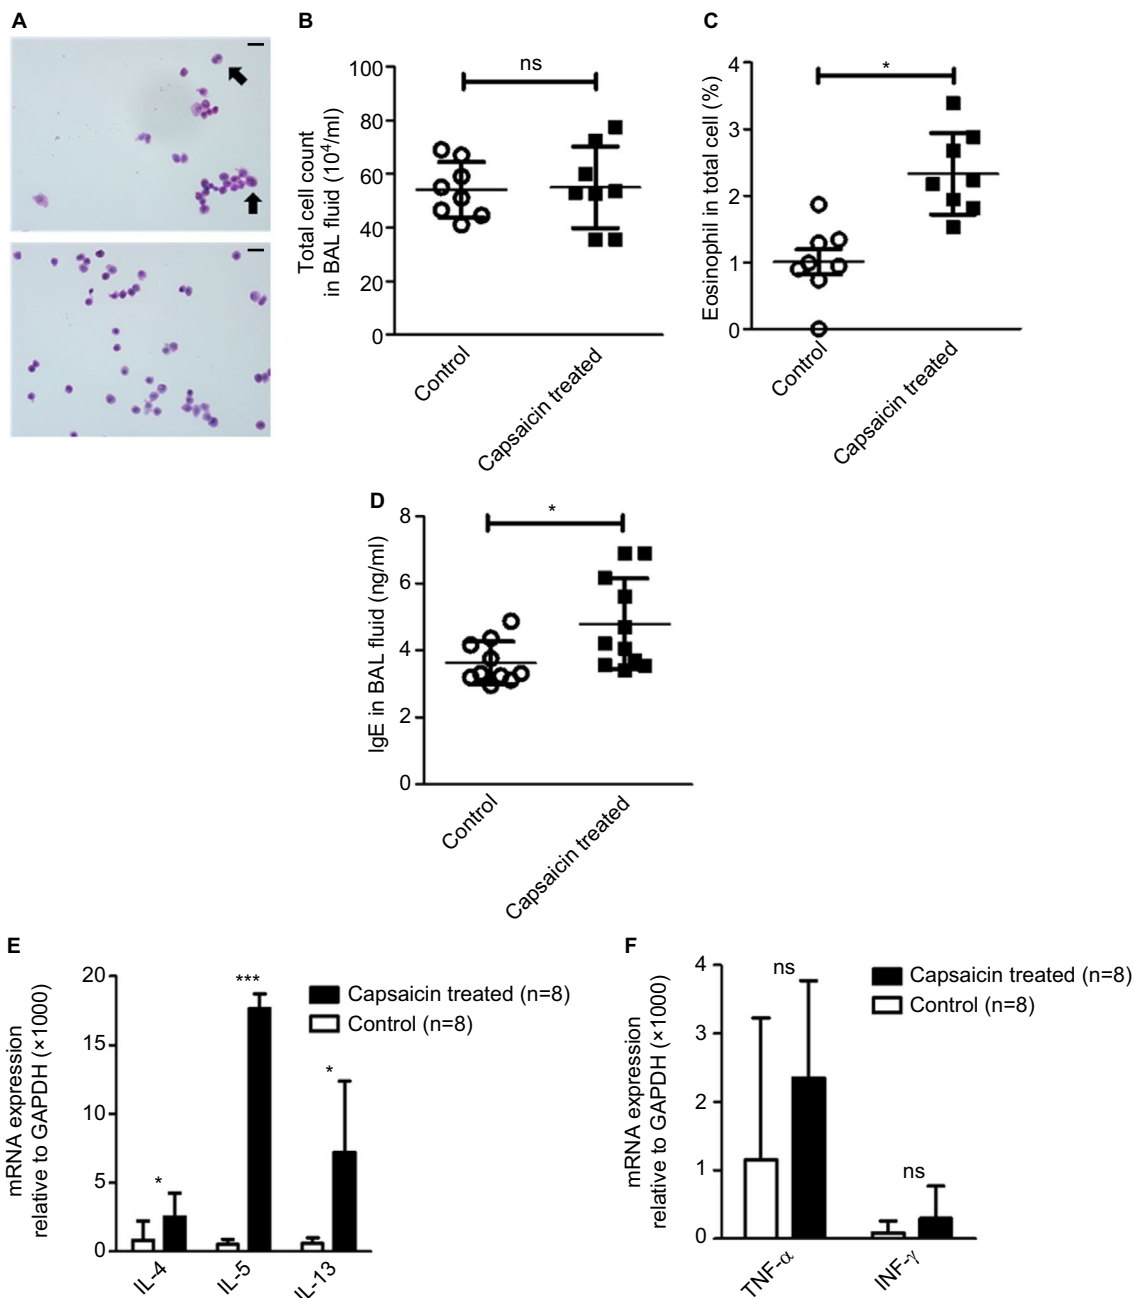 A
B
C
ns
*
100
80
60
40
20
0
Total cell count
in BAL fluid (10⁴/ml)
Control
Capsaicin treated
4
3
2
1
0
Eosinophil in total cell (%)
Control
Capsaicin treated
D
*
8
6
4
2
0
IgE in BAL fluid (ng/ml)
Control
Capsaicin treated
E
20
15
10
5
0
mRNA expression
relative to GAPDH (×1000)
*
***
*
Capsaicin treated (n=8)
Control (n=8)
IL-4
IL-5
IL-13
F
4
3
2
1
0
mRNA expression
relative to GAPDH (×1000)
ns
ns
Capsaicin treated (n=8)
Control (n=8)
TNF-α
INF-γ